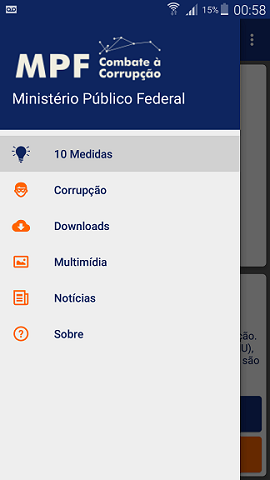 15% 00:58
MPF Combate à
Corrupção
Ministério Público Federal
10 Medidas
Corrupção
Downloads
Multimídia
Notícias
Sobre
ção.
U),
são